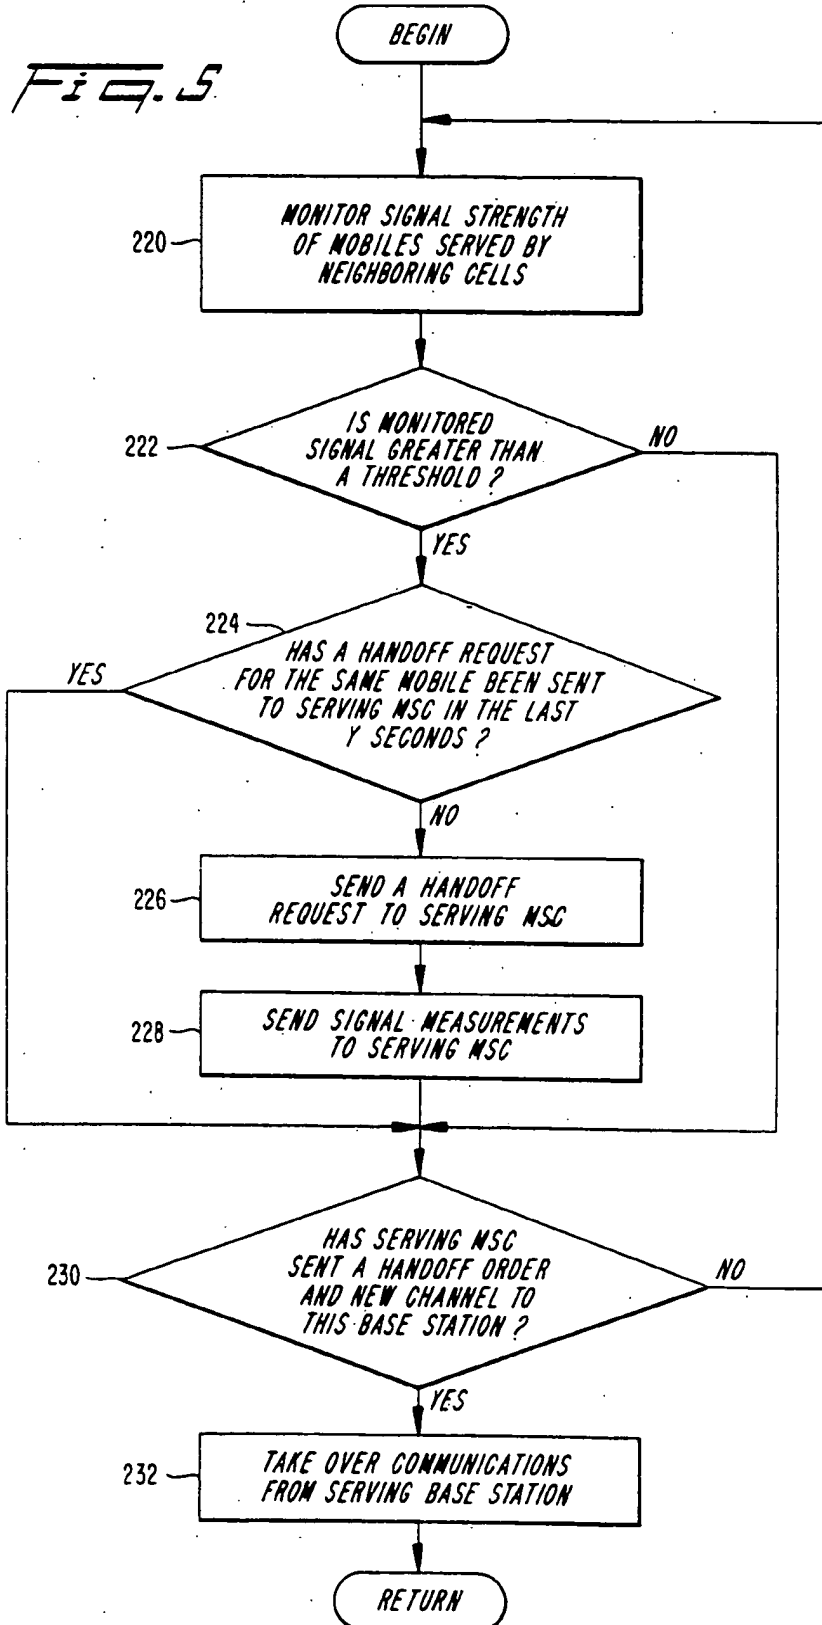 BEGIN
Fig. 5
220
MONITOR SIGNAL STRENGTH
OF MOBILES SERVED BY
NEIGHBORING CELLS
222
IS MONITORED
SIGNAL GREATER THAN
A THRESHOLD ?
NO
YES
224
HAS A HANDOFF REQUEST
FOR THE SAME MOBILE BEEN SENT
TO SERVING MSC IN THE LAST
Y SECONDS ?
YES
NO
226
SEND A HANDOFF
REQUEST TO SERVING MSC
228
SEND SIGNAL MEASUREMENTS
TO SERVING MSC
230
HAS SERVING MSC
SENT A HANDOFF ORDER
AND NEW CHANNEL TO
THIS BASE STATION ?
NO
YES
232
TAKE OVER COMMUNICATIONS
FROM SERVING BASE STATION
RETURN